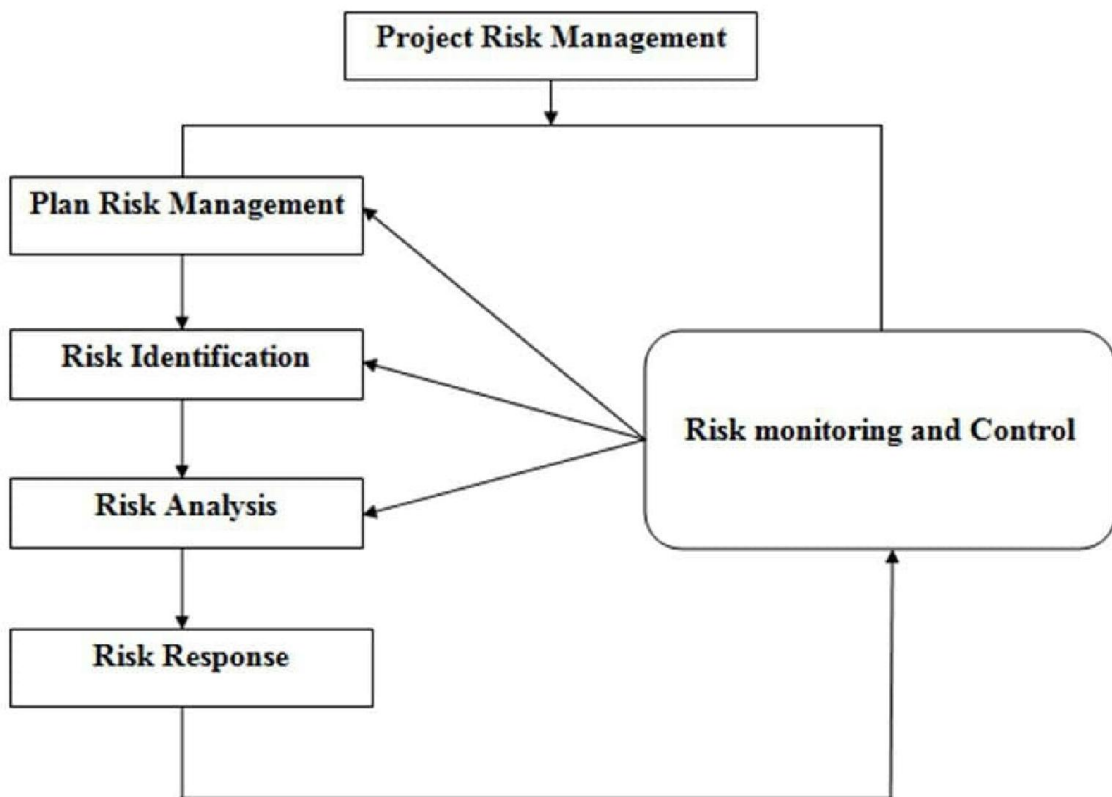 Project Risk Management
Plan Risk Management
Risk Identification
Risk monitoring and Control
Risk Analysis
Risk Response